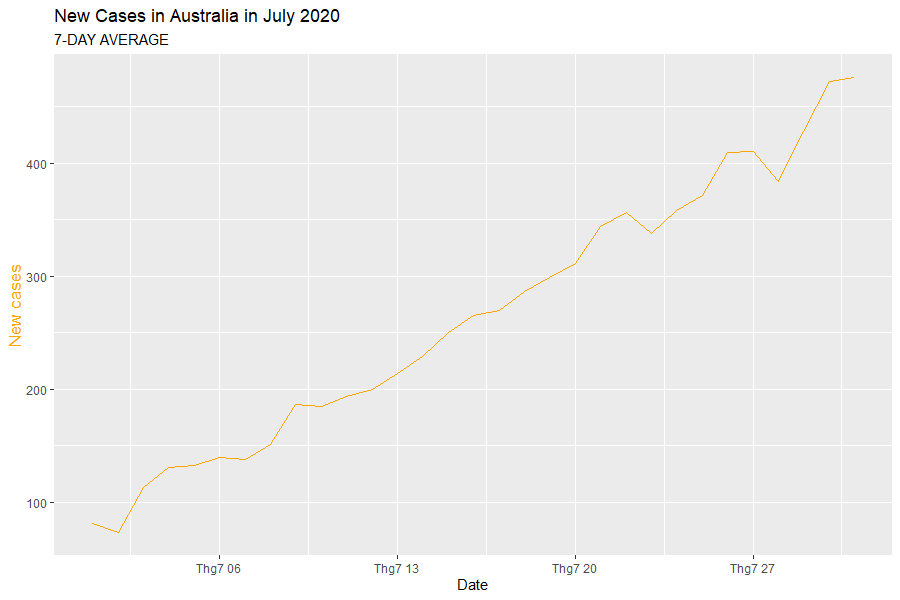 New Cases in Australia in July 2020
7-DAY AVERAGE
New cases
400
300
200
100
Thg7 06
Thg7 13
Thg7 20
Thg7 27
Date